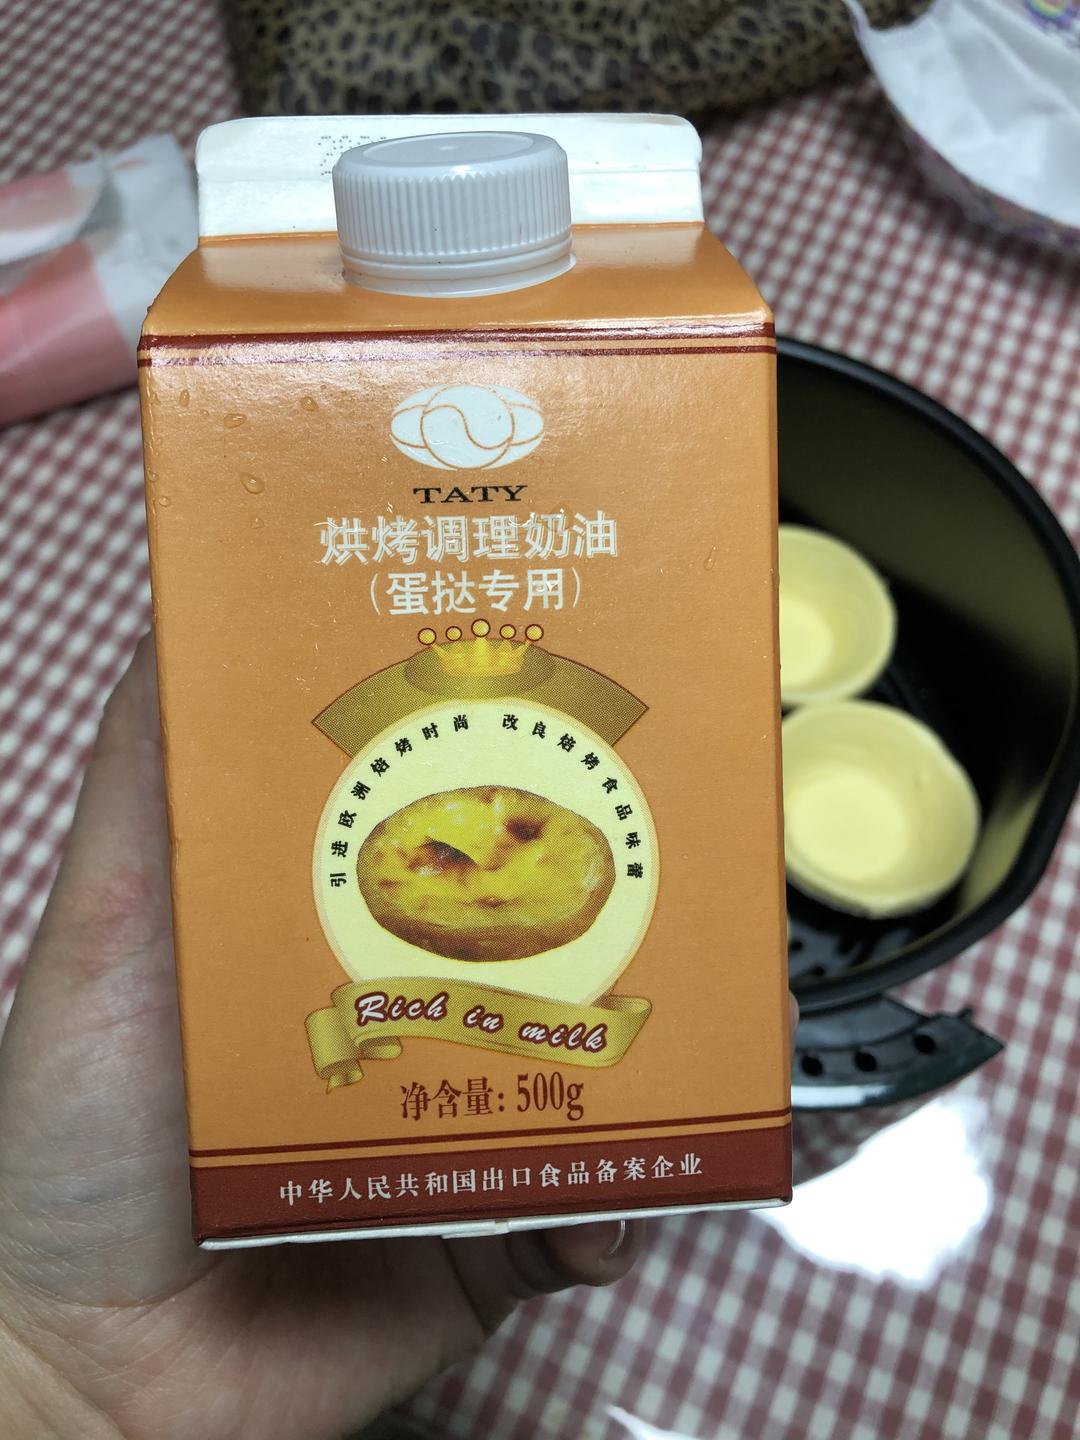 TATY
烘烤调理奶油
(蛋挞专用)
引进欧洲焙烤时尚 改良焙烤食品味蕾
Rich in milk
净含量: 500g
中华人民共和国出口食品备案企业